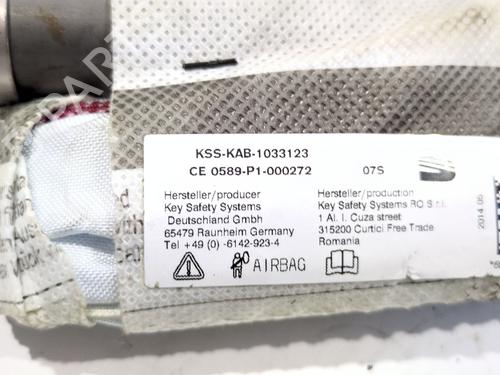 KSS-KAB-1033123
CE 0589-P1-000272
07S
Hersteller/producer
Key Safety Systems
Deutschland Gmbh
65479 Raunheim Germany
Tel +49 (0) -6142-923-4
Hersteller/production
Key Safety Systems RO S.r.l.
1 Al. I. Cuza street
315200 Curtici Free Trade
Romania
AIRBAG
2014.05